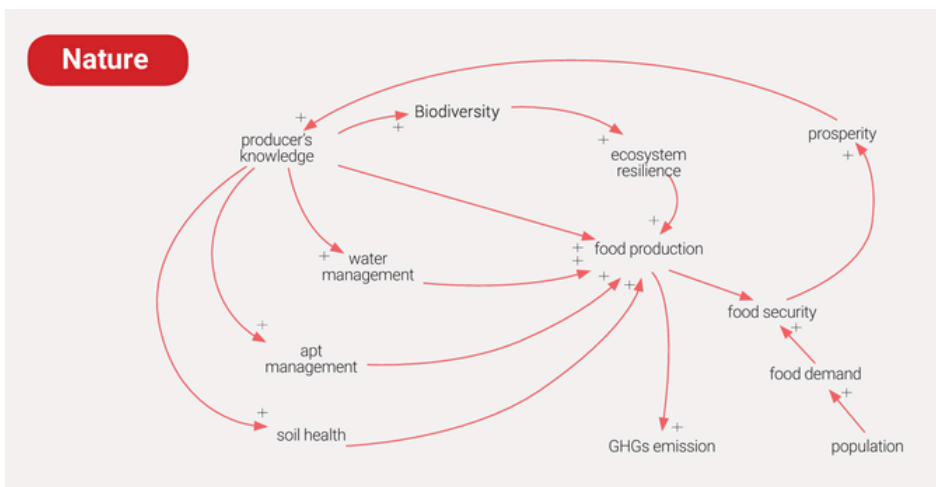 Nature
+
Biodiversity
+
producer's
knowledge
prosperity
+
+
ecosystem
resilience
+
food production
+
+
+
water
management
+
+
food security
+
+
apt
management
food demand
+
+
soil health
+
GHGs emission
population